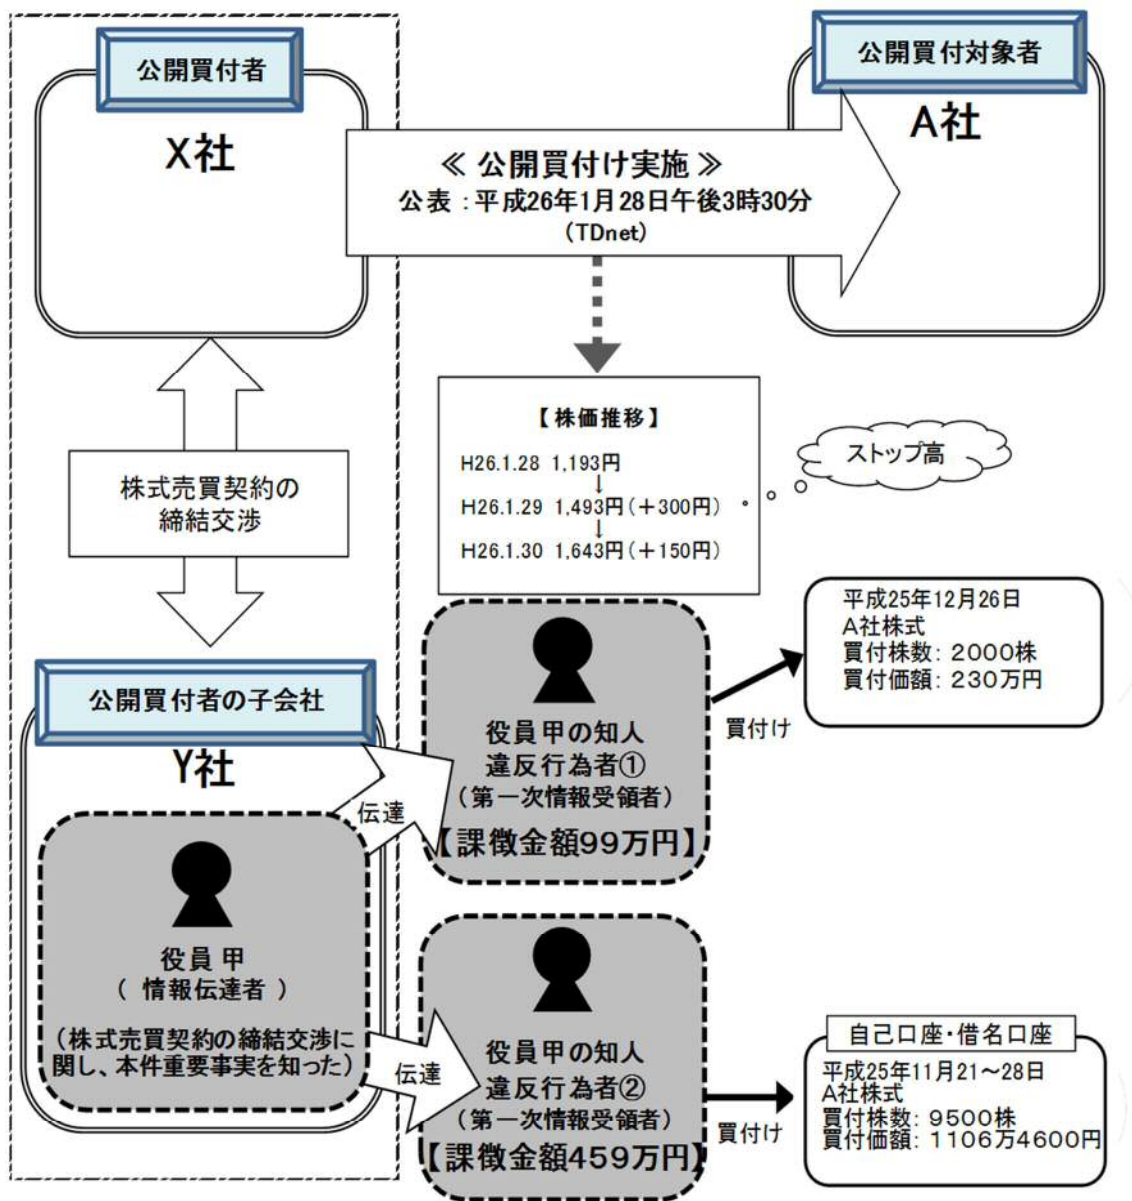 公開買付者
X社
公開買付対象者
A社
≪ 公開買付け実施 ≫
公表：平成26年1月28日午後3時30分
（TDnet）
【株価推移】
H26.1.28 1,193円
↓
H26.1.29 1,493円（＋300円）
↓
H26.1.30 1,643円（＋150円）
ストップ高
株式売買契約の
締結交渉
公開買付者の子会社
Y社
役員 甲
（ 情報伝達者 ）
（株式売買契約の締結交渉に
関し、本件重要事実を知った）
伝達
役員甲の知人
違反行為者①
（第一次情報受領者）
【課徴金額99万円】
買付け
平成25年12月26日
A社株式
買付株数：2000株
買付価額：230万円
伝達
役員甲の知人
違反行為者②
（第一次情報受領者）
【課徴金額459万円】
買付け
自己口座・借名口座
平成25年11月21～28日
A社株式
買付株数：9500株
買付価額：1106万4600円